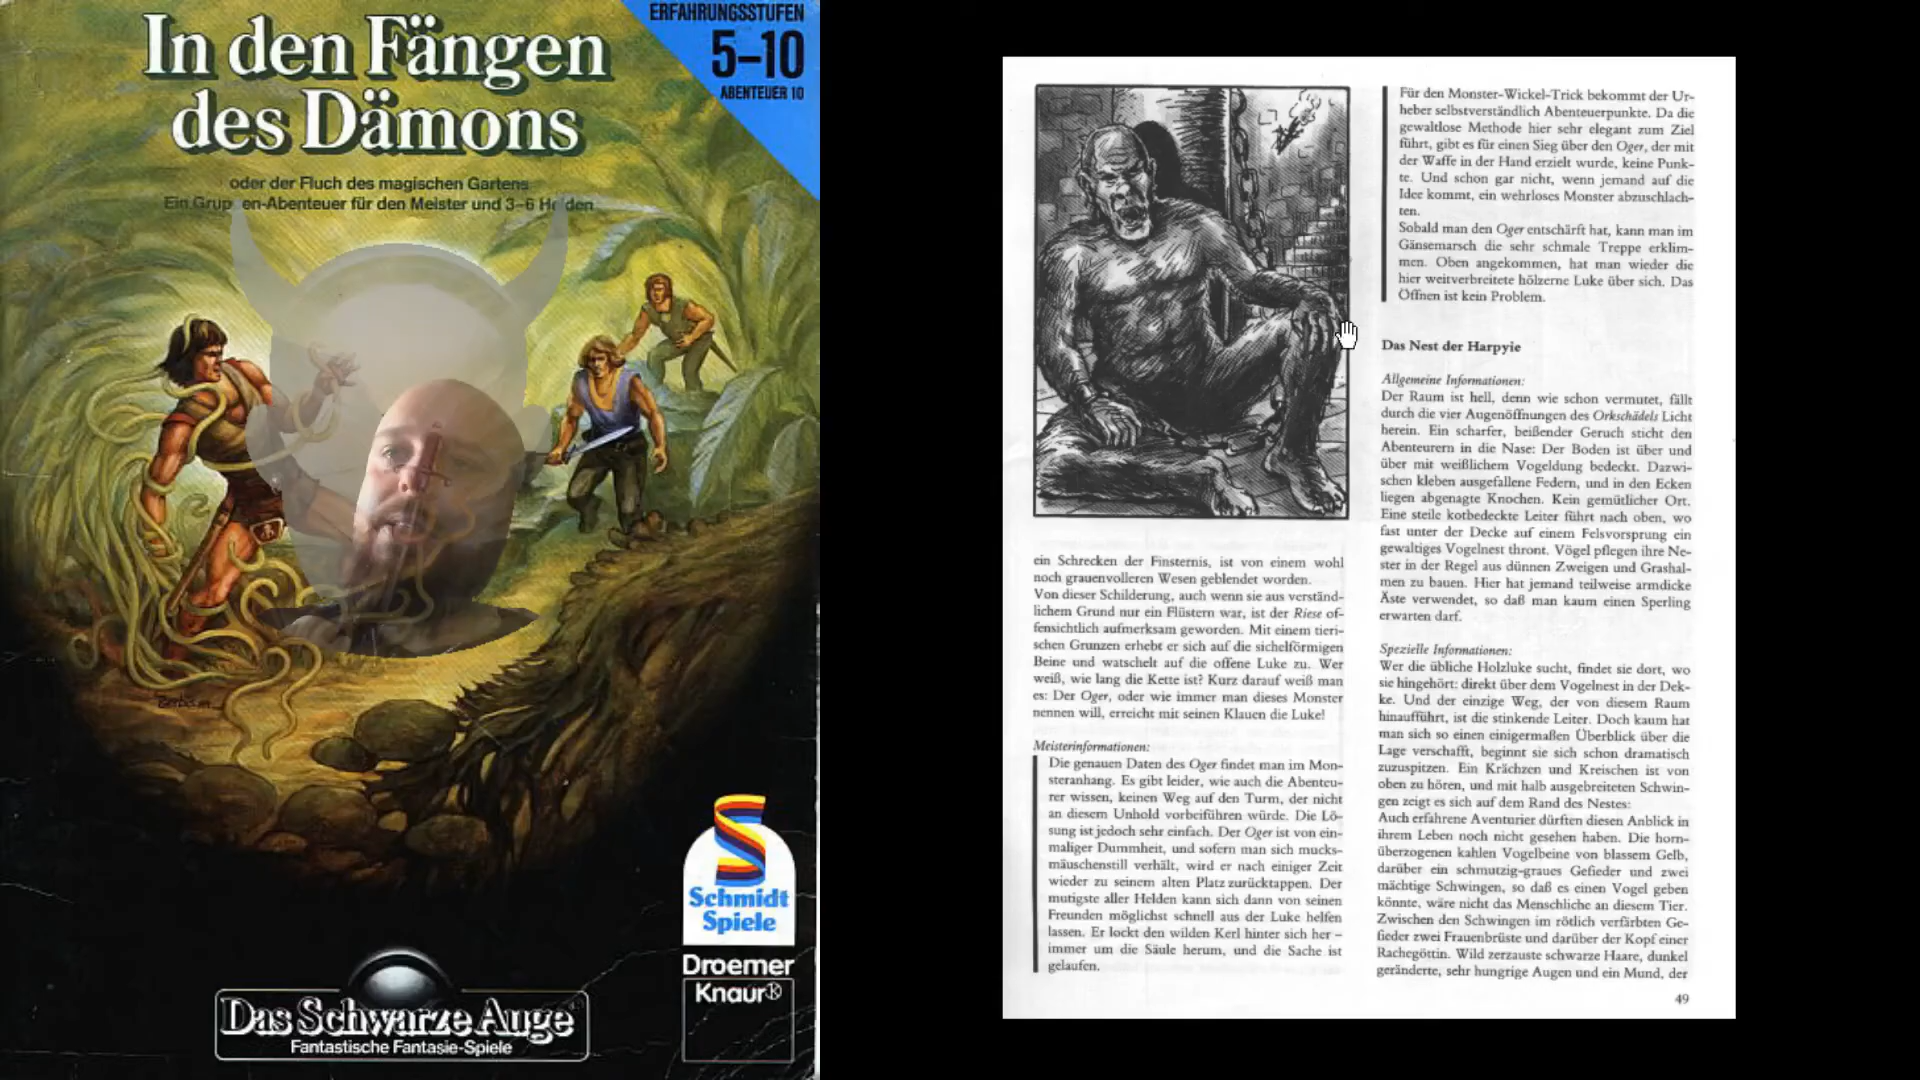 ERFAHRUNGSSTUFEN
5–10
ABENTEUER 10
In den Fängen
des Dämons
oder der Fluch des magischen Gartens
Ein Grup en-Abenteuer für den Meister und 3–6 He den
Schmidt
Spiele
Droemer
Knaur
Das Schwarze Auge
Fantastische Fantasie-Spiele
ein Schrecken der Finsternis, ist von einem wohl
noch grauenvolleren Wesen geblendet worden.
Von dieser Schilderung, auch wenn sie aus verständ-
lichem Grund nur ein Flüstern war, ist der Riese of-
fensichtlich aufmerksam geworden. Mit einem tieri-
schen Grunzen erhebt er sich auf die sichelförmigen
Beine und watschelt auf die offene Luke zu. Wer
weiß, wie lang die Kette ist? Kurz darauf weiß man
es: Der Oger, oder wie immer man dieses Monster
nennen will, erreicht mit seinen Klauen die Luke!
Meisterinformationen:
Die genauen Daten des Oger findet man im Mon-
steranhang. Es gibt leider, wie auch die Abenteu-
rer wissen, keinen Weg auf den Turm, der nicht
an diesem Unhold vorbeiführen würde. Die Lö-
sung ist jedoch sehr einfach. Der Oger ist von ein-
maliger Dummheit, und sofern man sich mucks-
mäuschenstill verhält, wird er nach einiger Zeit
wieder zu seinem alten Platz zurücktappen. Der
mutigste aller Helden kann sich dann von seinen
Freunden möglichst schnell aus der Luke helfen
lassen. Er lockt den wilden Kerl hinter sich her –
immer um die Säule herum, und die Sache ist
gelaufen.
Für den Monster-Wickel-Trick bekommt der Ur-
heber selbstverständlich Abenteuerpunkte. Da die
gewaltlose Methode hier sehr elegant zum Ziel
führt, gibt es für einen Sieg über den Oger, der mit
der Waffe in der Hand erzielt wurde, keine Punk-
te. Und schon gar nicht, wenn jemand auf die
Idee kommt, ein wehrloses Monster abzuschlach-
ten.
Sobald man den Oger entschärft hat, kann man im
Gänsemarsch die sehr schmale Treppe erklim-
men. Oben angekommen, hat man wieder die
hier weitverbreitete hölzerne Luke über sich. Das
Öffnen ist kein Problem.
Das Nest der Harpyie
Allgemeine Informationen:
Der Raum ist hell, denn wie schon vermutet, fällt
durch die vier Augenöffnungen des Orkschädels Licht
herein. Ein scharfer, beißender Geruch sticht den
Abenteurern in die Nase: Der Boden ist über und
über mit weißlichem Vogeldung bedeckt. Dazwi-
schen kleben ausgefallene Federn, und in den Ecken
liegen abgenagte Knochen. Kein gemütlicher Ort.
Eine steile kotbedeckte Leiter führt nach oben, wo
fast unter der Decke auf einem Felsvorsprung ein
gewaltiges Vogelnest thront. Vögel pflegen ihre Ne-
ster in der Regel aus dünnen Zweigen und Grashal-
men zu bauen. Hier hat jemand teilweise armdicke
Äste verwendet, so daß man kaum einen Sperling
erwarten darf.
Spezielle Informationen:
Wer die übliche Holzluke sucht, findet sie dort, wo
sie hingehört: direkt über dem Vogelnest in der Dek-
ke. Und der einzige Weg, der von diesem Raum
hinaufführt, ist die stinkende Leiter. Doch kaum hat
man sich so einen einigermaßen Überblick über die
Lage verschafft, beginnt sie sich schon dramatisch
zuzuspitzen. Ein Krächzen und Kreischen ist von
oben zu hören, und mit halb ausgebreiteten Schwin-
gen zeigt es sich auf dem Rand des Nestes:
Auch erfahrene Aventurier dürften diesen Anblick in
ihrem Leben noch nicht gesehen haben. Die horn-
überzogenen kahlen Vogelbeine von blassem Gelb,
darüber ein schmutzig-graues Gefieder und zwei
mächtige Schwingen, so daß es einen Vogel geben
könnte, wäre nicht das Menschliche an diesem Tier.
Zwischen den Schwingen im rötlich verfärbten Ge-
fieder zwei Frauenbrüste und darüber der Kopf einer
Rachegöttin. Wild zerzauste schwarze Haare, dunkel
geränderte, sehr hungrige Augen und ein Mund, der
49